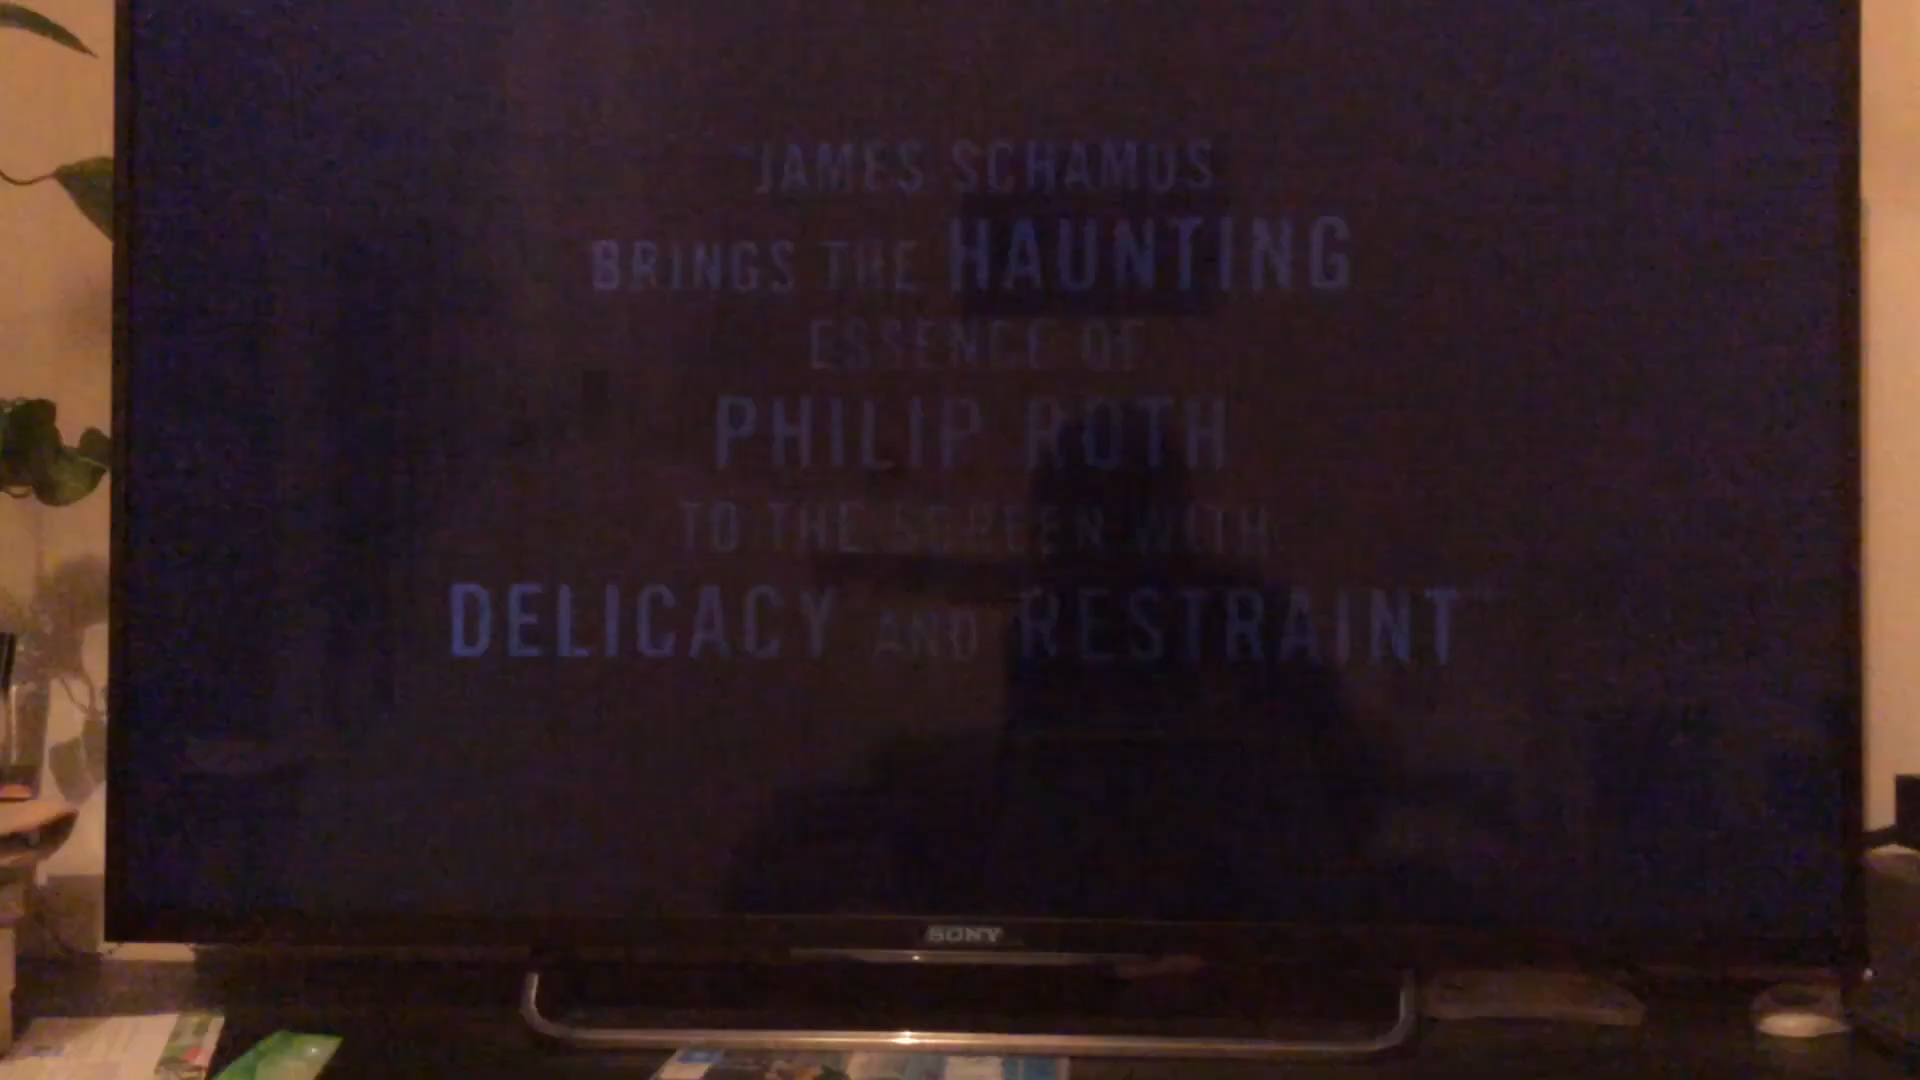 "JAMES SCHAMUS
BRINGS THE HAUNTING
ESSENCE OF
PHILIP ROTH
TO THE SCREEN WITH
DELICACY AND RESTRAINT"
SONY